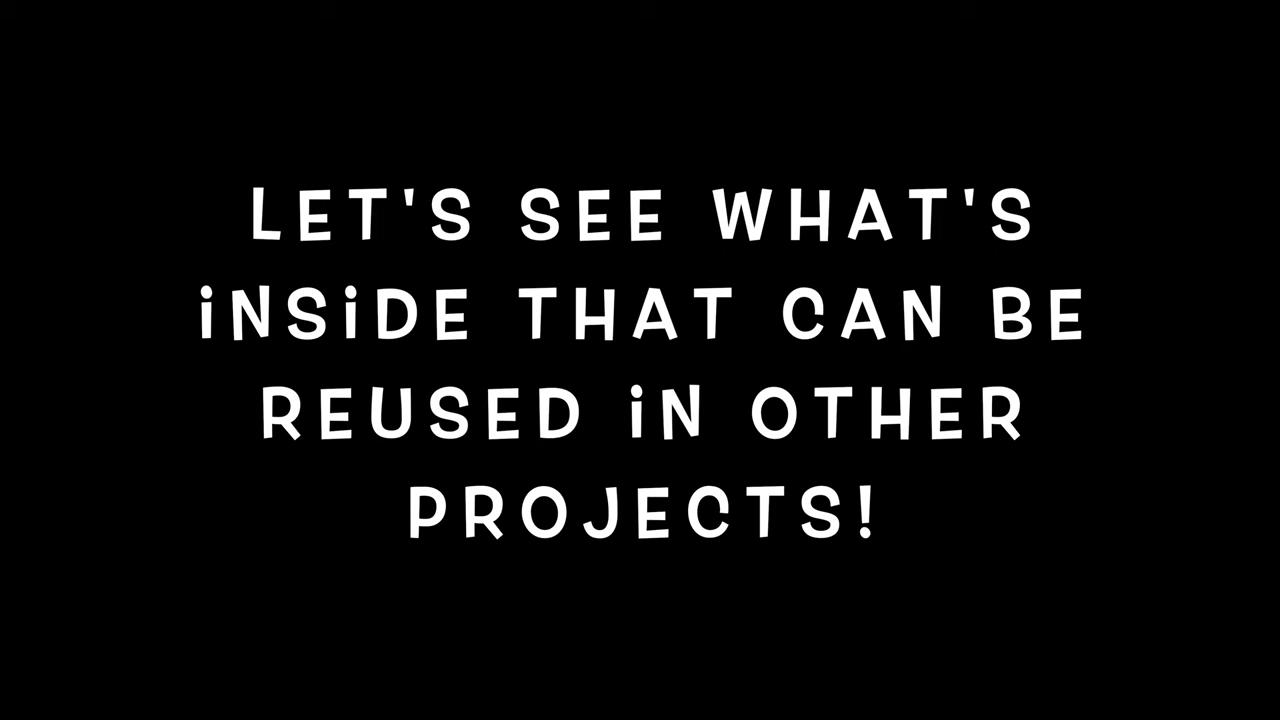 LET'S SEE WHAT'S
iNSiDE THAT CAN BE
REUSED iN OTHER
PROJECTS!